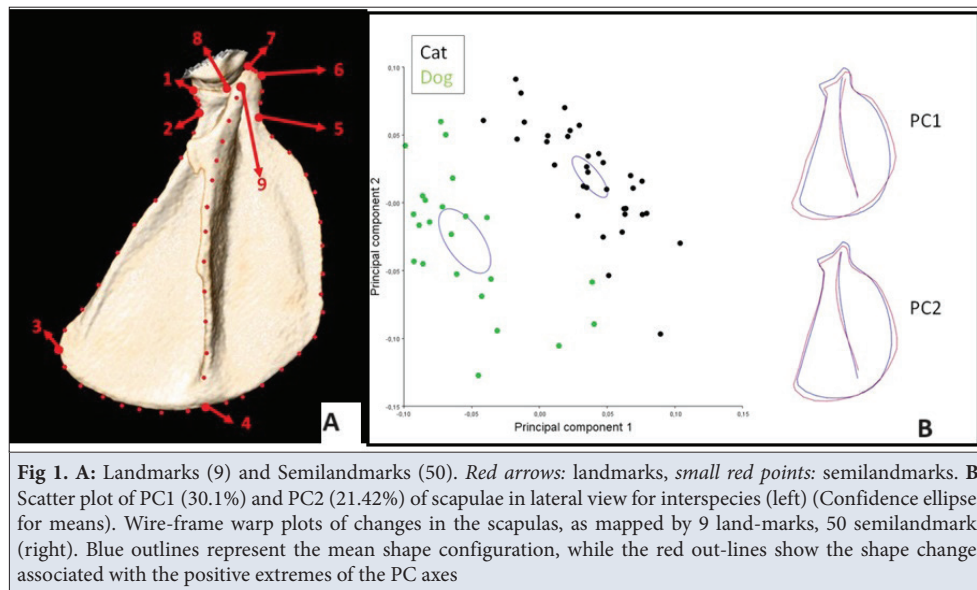 8
7
6
1
2
5
9
3
4
A
Cat
Dog
Principal component 2
0,10
0,05
-0,00
-0,05
-0,10
-0,15
-0,10
-0,05
0,00
0,05
0,10
0,15
Principal component 1
PC1
PC2
B
Fig 1. A: Landmarks (9) and Semilandmarks (50). Red arrows: landmarks, small red points: semilandmarks. B
Scatter plot of PC1 (30.1%) and PC2 (21.42%) of scapulae in lateral view for interspecies (left) (Confidence ellipse
for means). Wire-frame warp plots of changes in the scapulas, as mapped by 9 land-marks, 50 semilandmark
(right). Blue outlines represent the mean shape configuration, while the red out-lines show the shape change
associated with the positive extremes of the PC axes